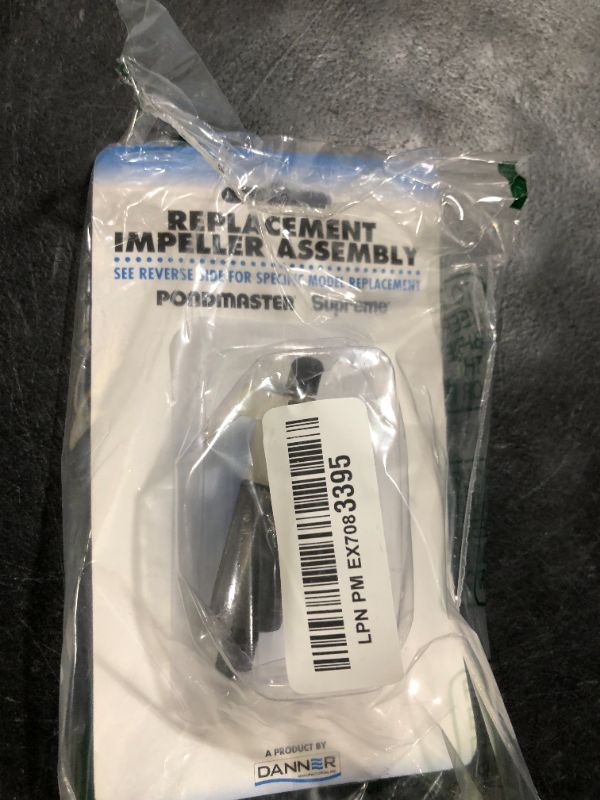 REPLACEMENT
IMPELLER ASSEMBLY
SEE REVERSE SIDE FOR SPECIFIC MODEL REPLACEMENT
PONDMASTER Supreme
LPN PM EX7083395
A PRODUCT BY
DANNER